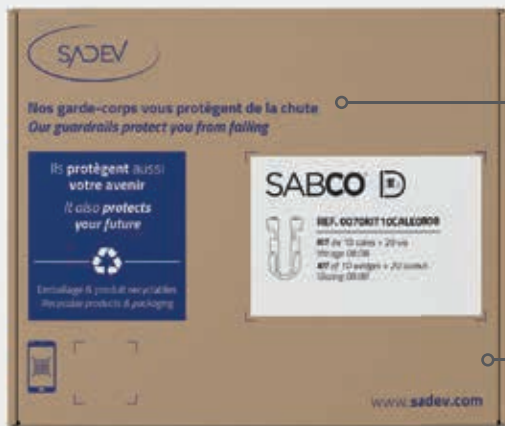 SADEV
Nos garde-corps vous protègent de la chute
Our guardrails protect you from falling
Ils protègent aussi
votre avenir
It also protects
your future
Emballage & produit recyclables
Recyclable products & packaging
SABCO D
REF. 0070KIT10CALE0808
KIT de 10 cales + 20 vis
Vitrage 08.08
KIT of 10 wedges + 20 screws
Glazing 08.08
www.sadev.com